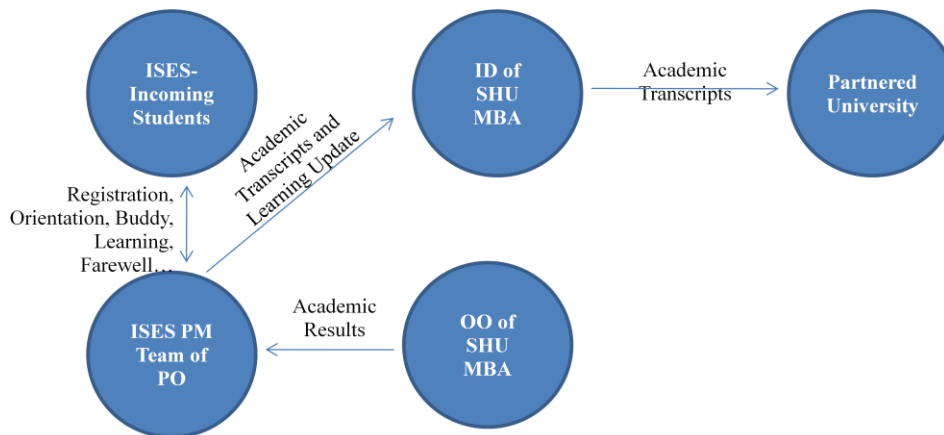 ISES-
Incoming
Students
ID of
SHU
MBA
Academic
Transcripts
Partnered
University
Academic
Transcripts and
Learning Update
Registration,
Orientation, Buddy,
Learning,
Farewell…
ISES PM
Team of
PO
Academic
Results
OO of
SHU
MBA